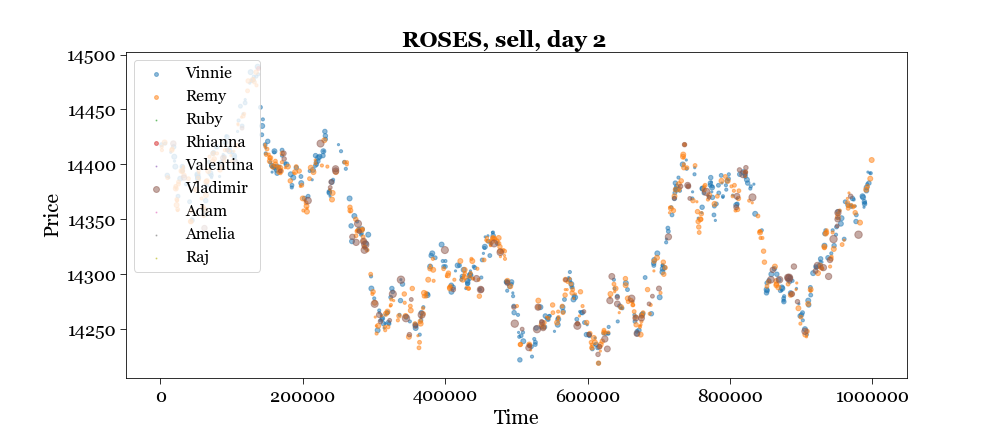 ROSES, sell, day 2
14500
14450
14400
14350
14300
14250
Price
Vinnie
Remy
Ruby
Rhianna
Valentina
Vladimir
Adam
Amelia
Raj
0 200000 400000 600000 800000 1000000
Time